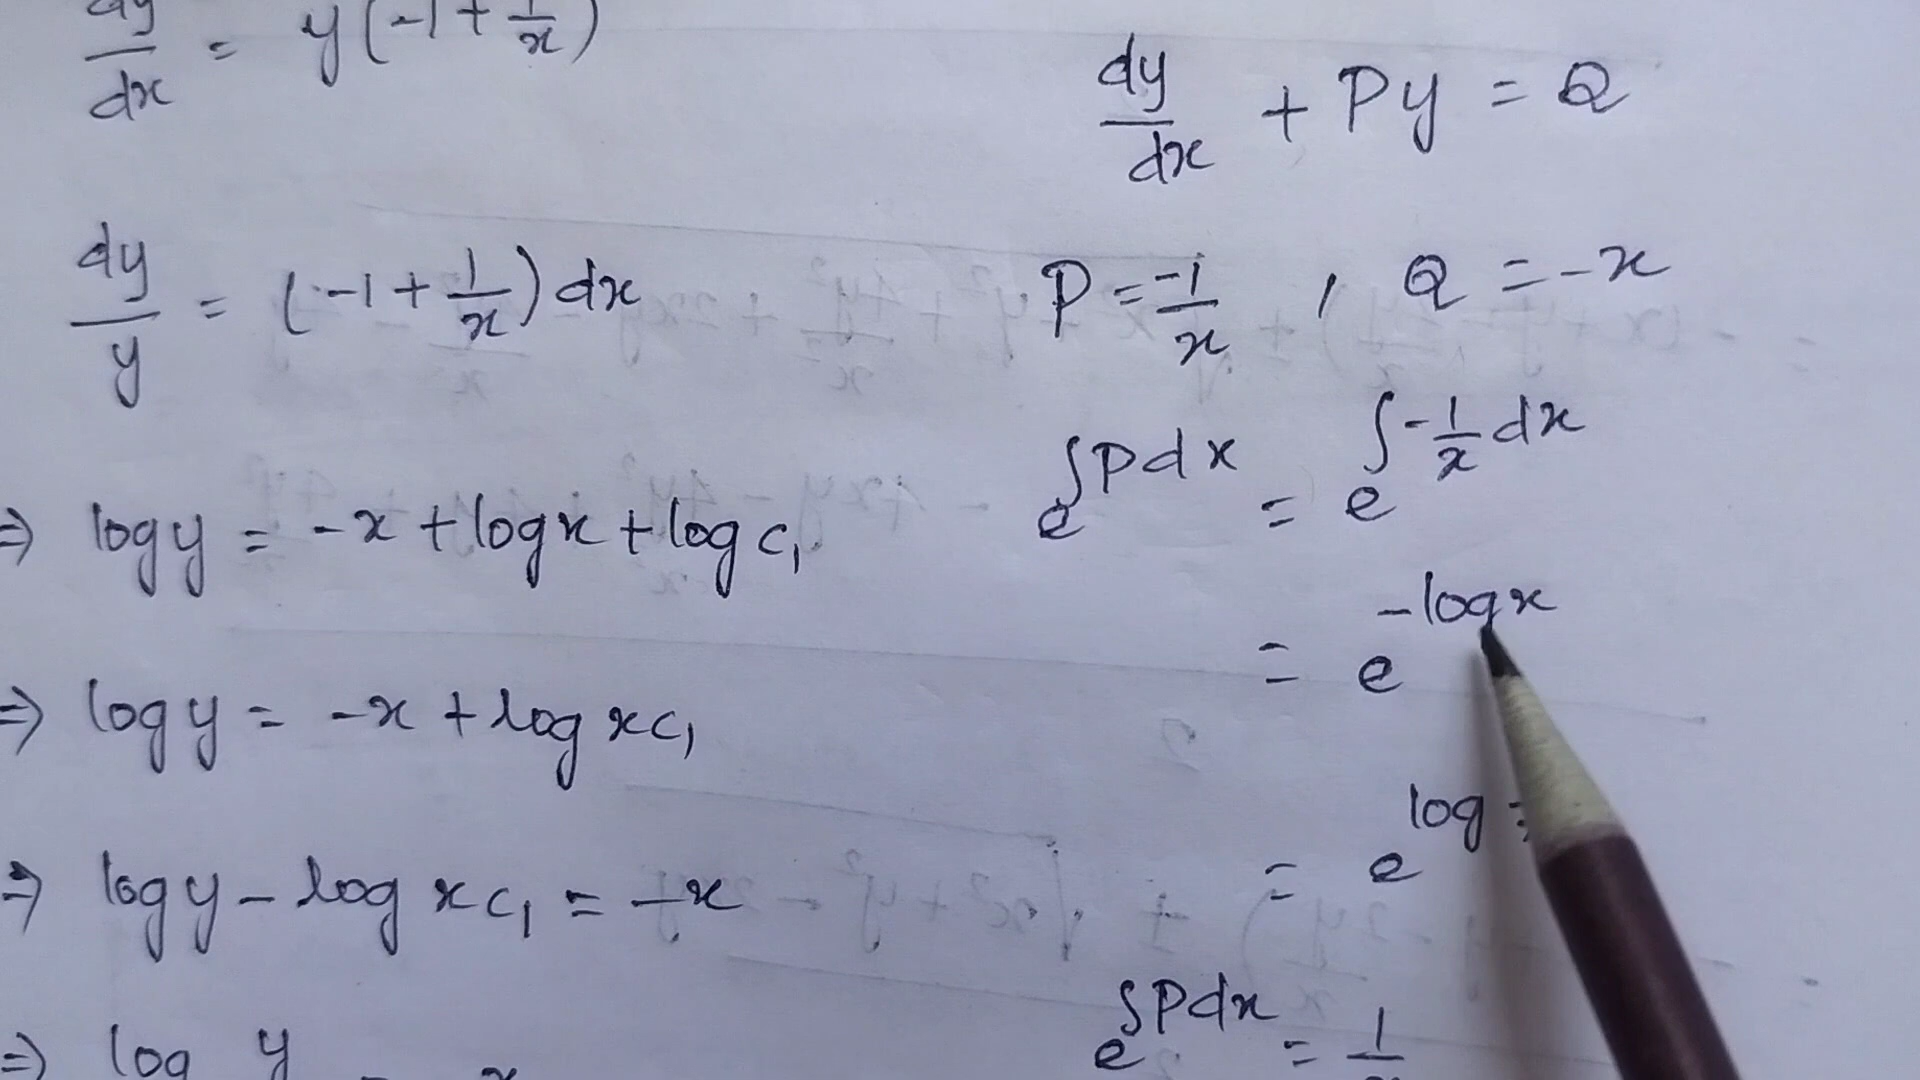 dy/dx = y(-1 + 1/x)
dy/y = (-1 + 1/x) dx
⇒ log y = -x + log x + log c₁
⇒ log y = -x + log xc₁
⇒ log y - log xc₁ = -x
⇒ log y
dy/dx + Py = Q
P = -1/x , Q = -x
e^∫Pdx = e^∫-1/x dx
= e^-log x
= e^log
e^∫Pdx = 1